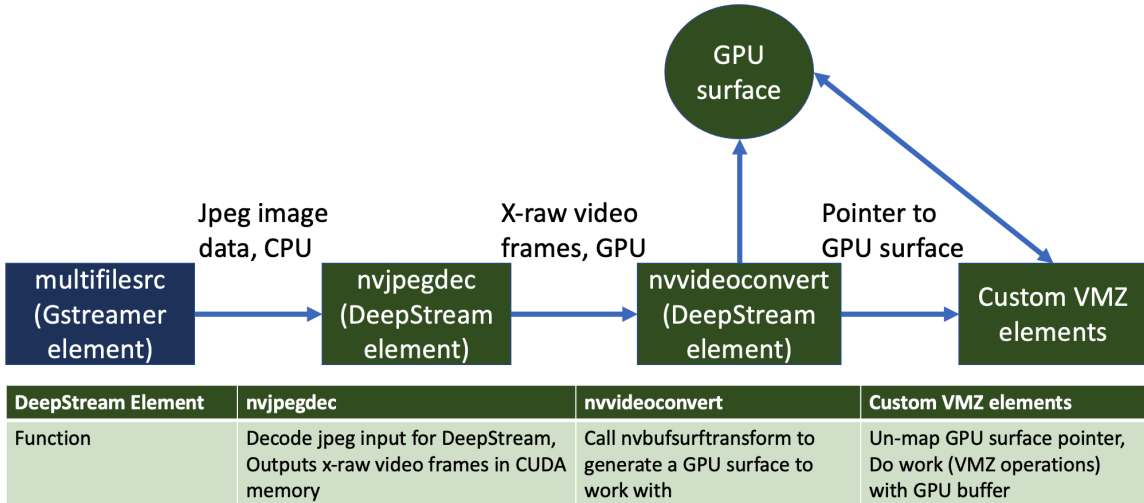 GPU
surface
Jpeg image
data, CPU
X-raw video
frames, GPU
Pointer to
GPU surface
multifilesrc
(Gstreamer
element)
nvjpegdec
(DeepStream
element)
nvvideoconvert
(DeepStream
element)
Custom VMZ
elements
DeepStream Element
nvjpegdec
nvvideoconvert
Custom VMZ elements
Function
Decode jpeg input for DeepStream,
Outputs x-raw video frames in CUDA
memory
Call nvbufsurftransform to
generate a GPU surface to
work with
Un-map GPU surface pointer,
Do work (VMZ operations)
with GPU buffer